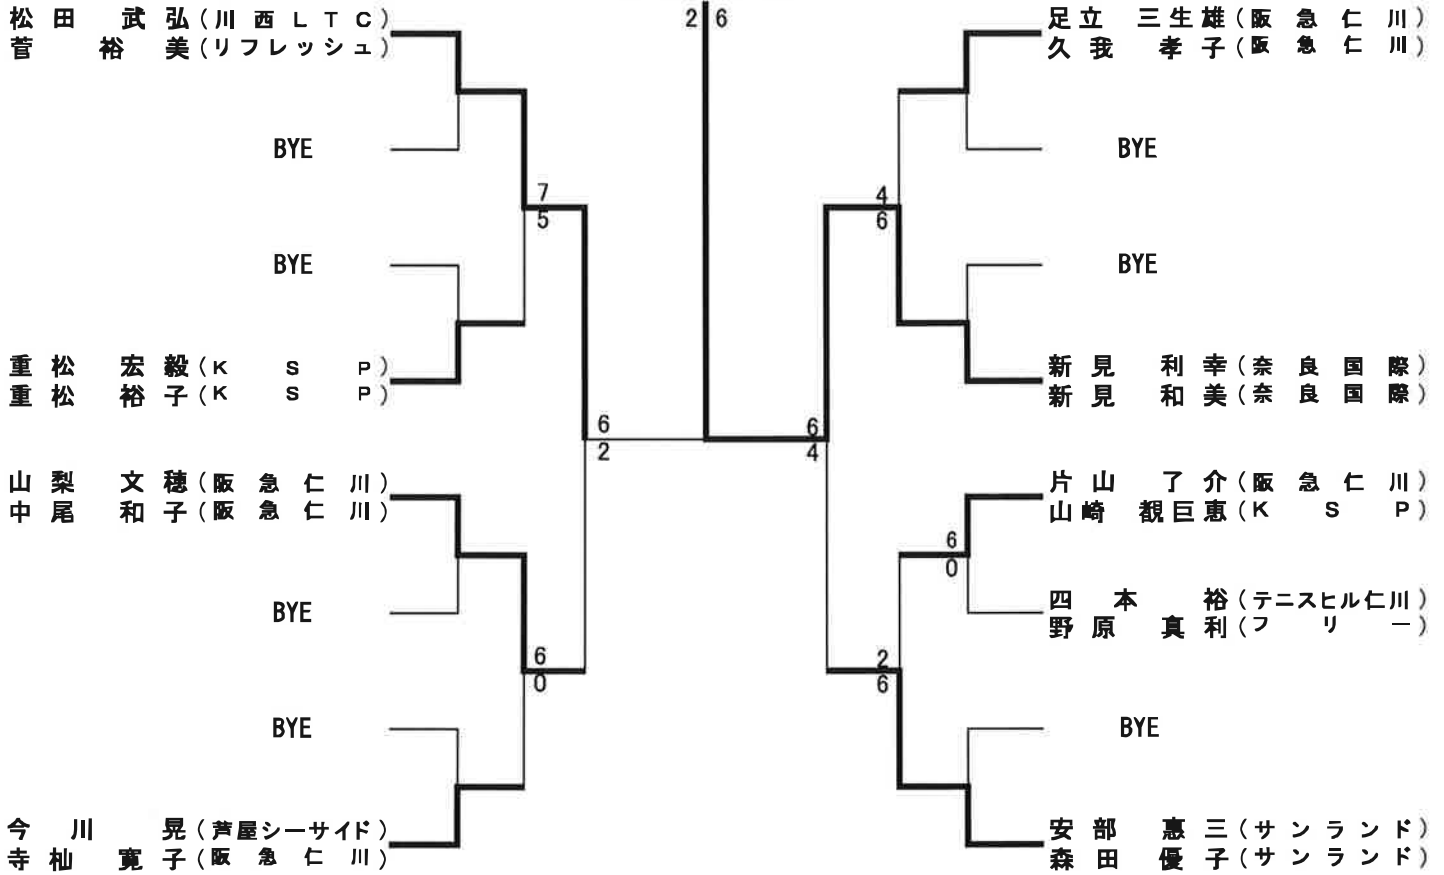 松田 武弘(川西LTC)
菅 裕美(リフレッシュ)
BYE
BYE
重松 宏毅(KSP)
重松 裕子(KSP)
山梨 文穂(阪急仁川)
中尾 和子(阪急仁川)
BYE
BYE
今川 晃(芦屋シーサイド)
寺杣 寛子(阪急仁川)
7
5
6
0
6
2
2 6
6
4
4
6
6
0
2
6
足立 三生雄(阪急仁川)
久我 孝子(阪急仁川)
BYE
BYE
新見 利幸(奈良国際)
新見 和美(奈良国際)
片山 了介(阪急仁川)
山崎 観巨恵(KSP)
四本 裕(テニスヒル仁川)
野原 真利(フリー)
BYE
安部 惠三(サンランド)
森田 優子(サンランド)